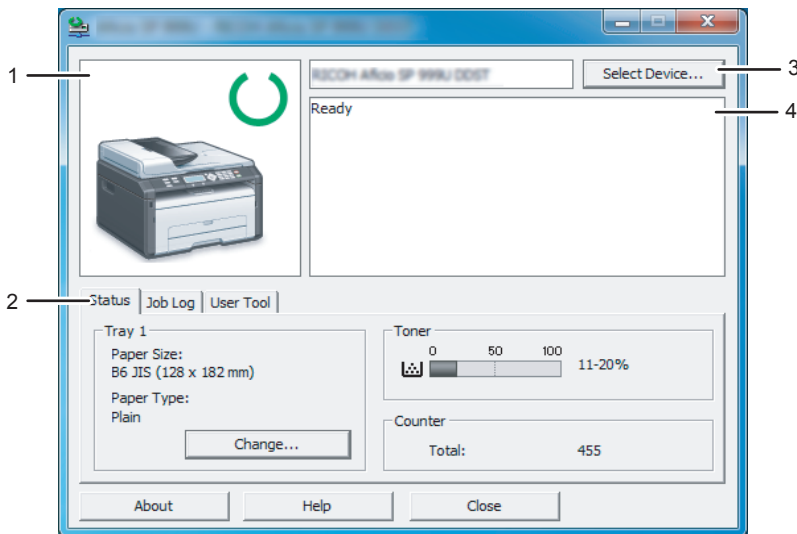 1
Select Device...
3
Ready
4
2
Status
Job Log
User Tool
Tray 1
Paper Size:
B6 JIS (128 x 182 mm)
Paper Type:
Plain
Change...
Toner
0 50 100
11-20%
Counter
Total: 455
About
Help
Close